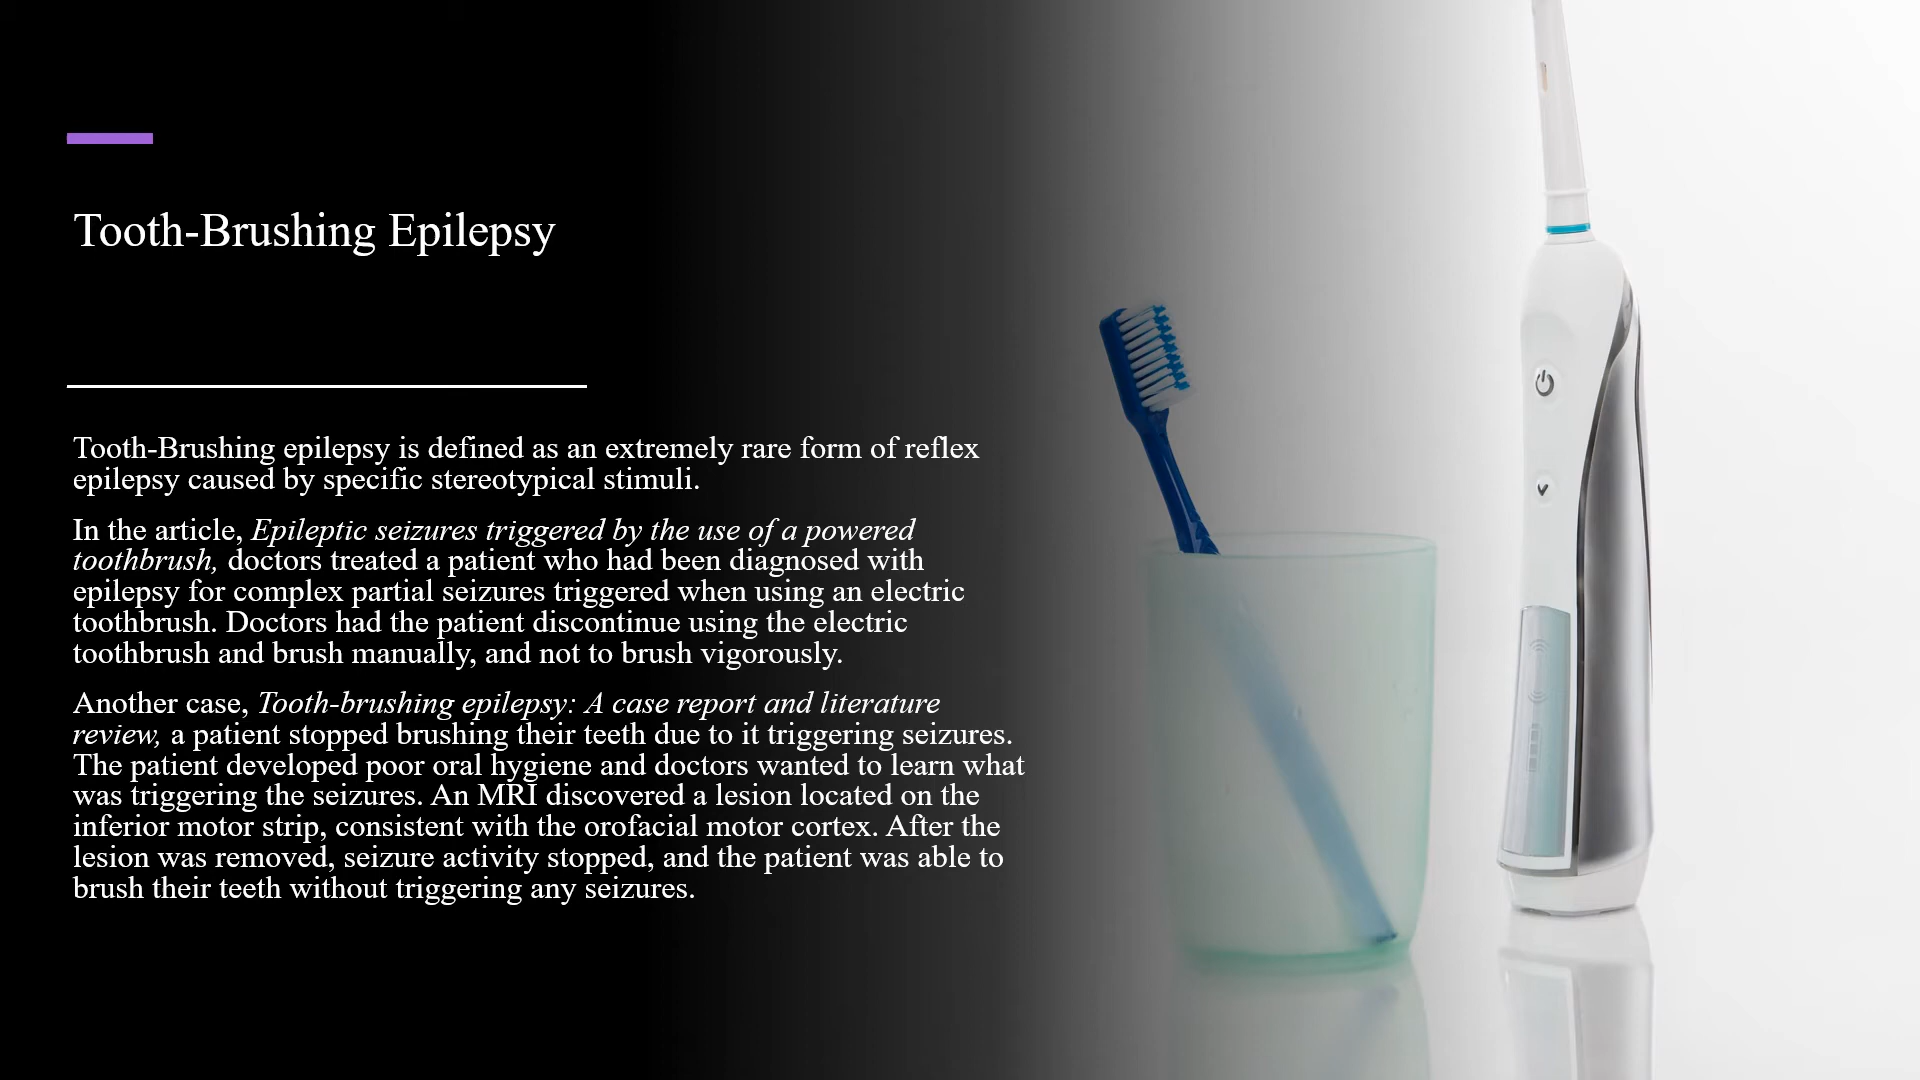 Tooth-Brushing Epilepsy
Tooth-Brushing epilepsy is defined as an extremely rare form of reflex
epilepsy caused by specific stereotypical stimuli.
In the article, Epileptic seizures triggered by the use of a powered
toothbrush, doctors treated a patient who had been diagnosed with
epilepsy for complex partial seizures triggered when using an electric
toothbrush. Doctors had the patient discontinue using the electric
toothbrush and brush manually, and not to brush vigorously.
Another case, Tooth-brushing epilepsy: A case report and literature
review, a patient stopped brushing their teeth due to it triggering seizures.
The patient developed poor oral hygiene and doctors wanted to learn what
was triggering the seizures. An MRI discovered a lesion located on the
inferior motor strip, consistent with the orofacial motor cortex. After the
lesion was removed, seizure activity stopped, and the patient was able to
brush their teeth without triggering any seizures.